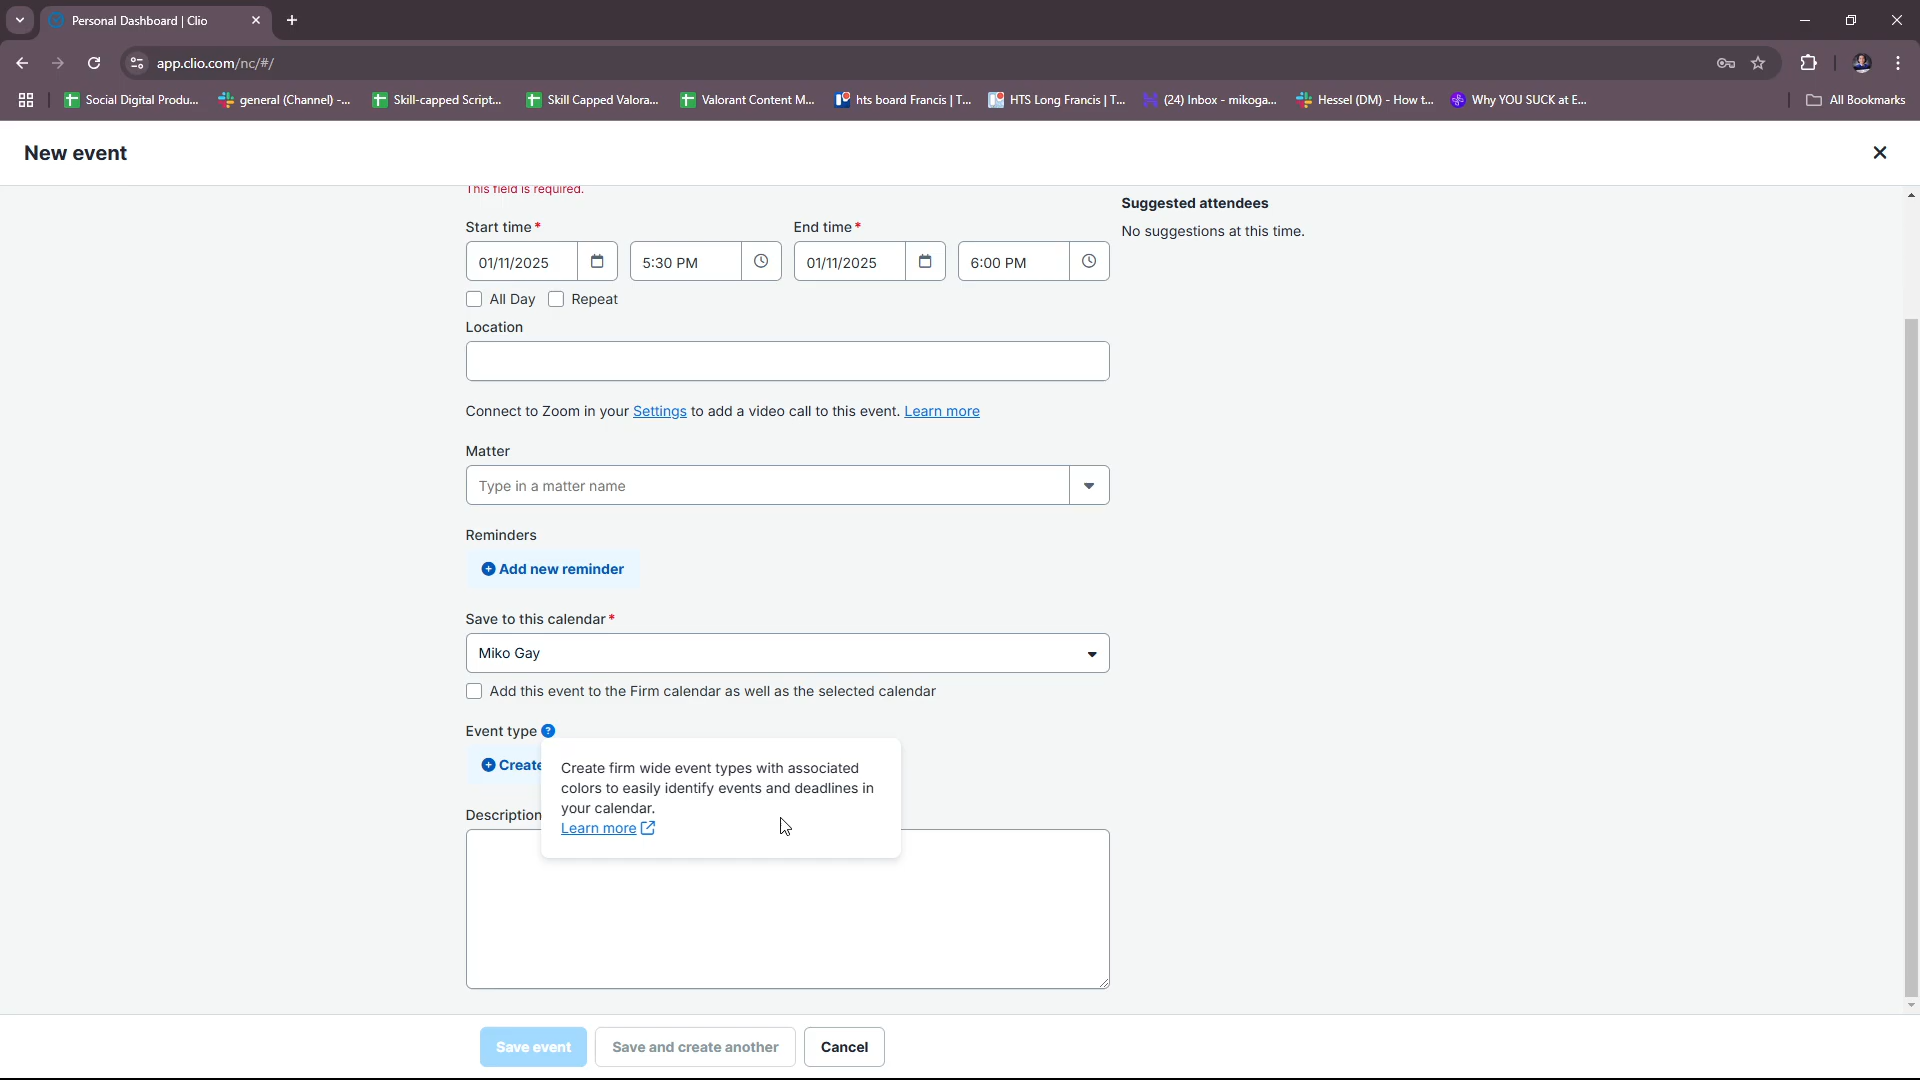 Personal Dashboard | Clio
app.clio.com/nc/#/
Social Digital Produ...
general (Channel) -...
Skill-capped Script...
Skill Capped Valora...
Valorant Content M...
hts board Francis | T...
HTS Long Francis | T...
(24) Inbox - mikoga...
Hessel (DM) - How t...
Why YOU SUCK at E...
All Bookmarks
New event
This field is required.
Suggested attendees
No suggestions at this time.
Start time*
End time*
01/11/2025
5:30 PM
01/11/2025
6:00 PM
All Day
Repeat
Location
Connect to Zoom in your Settings to add a video call to this event. Learn more
Matter
Type in a matter name
Reminders
Add new reminder
Save to this calendar*
Miko Gay
Add this event to the Firm calendar as well as the selected calendar
Event type ?
Create
Create firm wide event types with associated
colors to easily identify events and deadlines in
your calendar.
Learn more
Description
Save event
Save and create another
Cancel